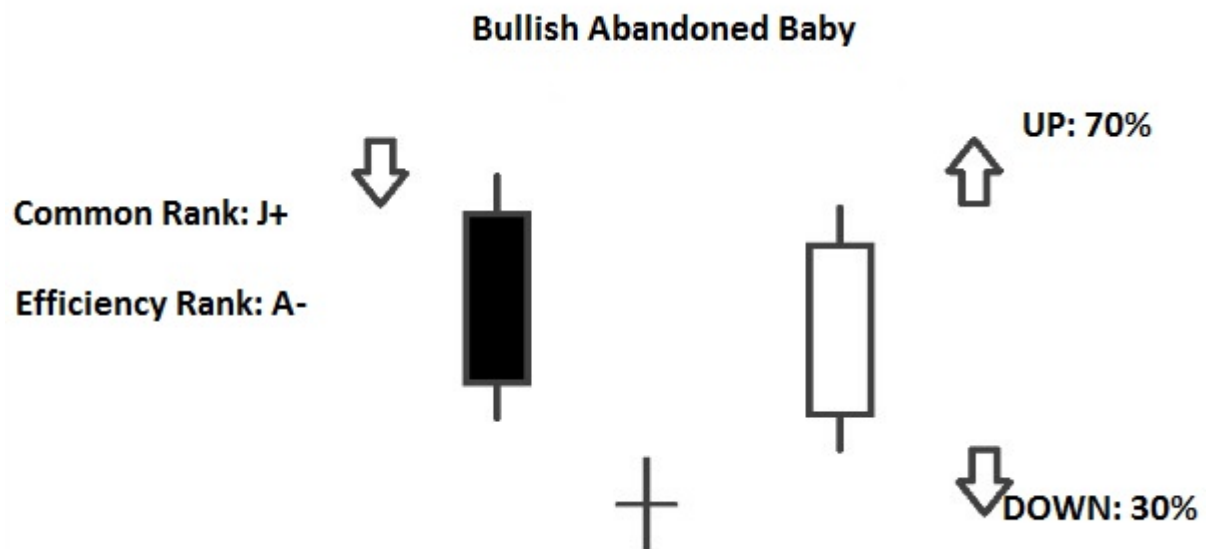 Bullish Abandoned Baby
UP: 70%
Common Rank: J+
Efficiency Rank: A-
DOWN: 30%